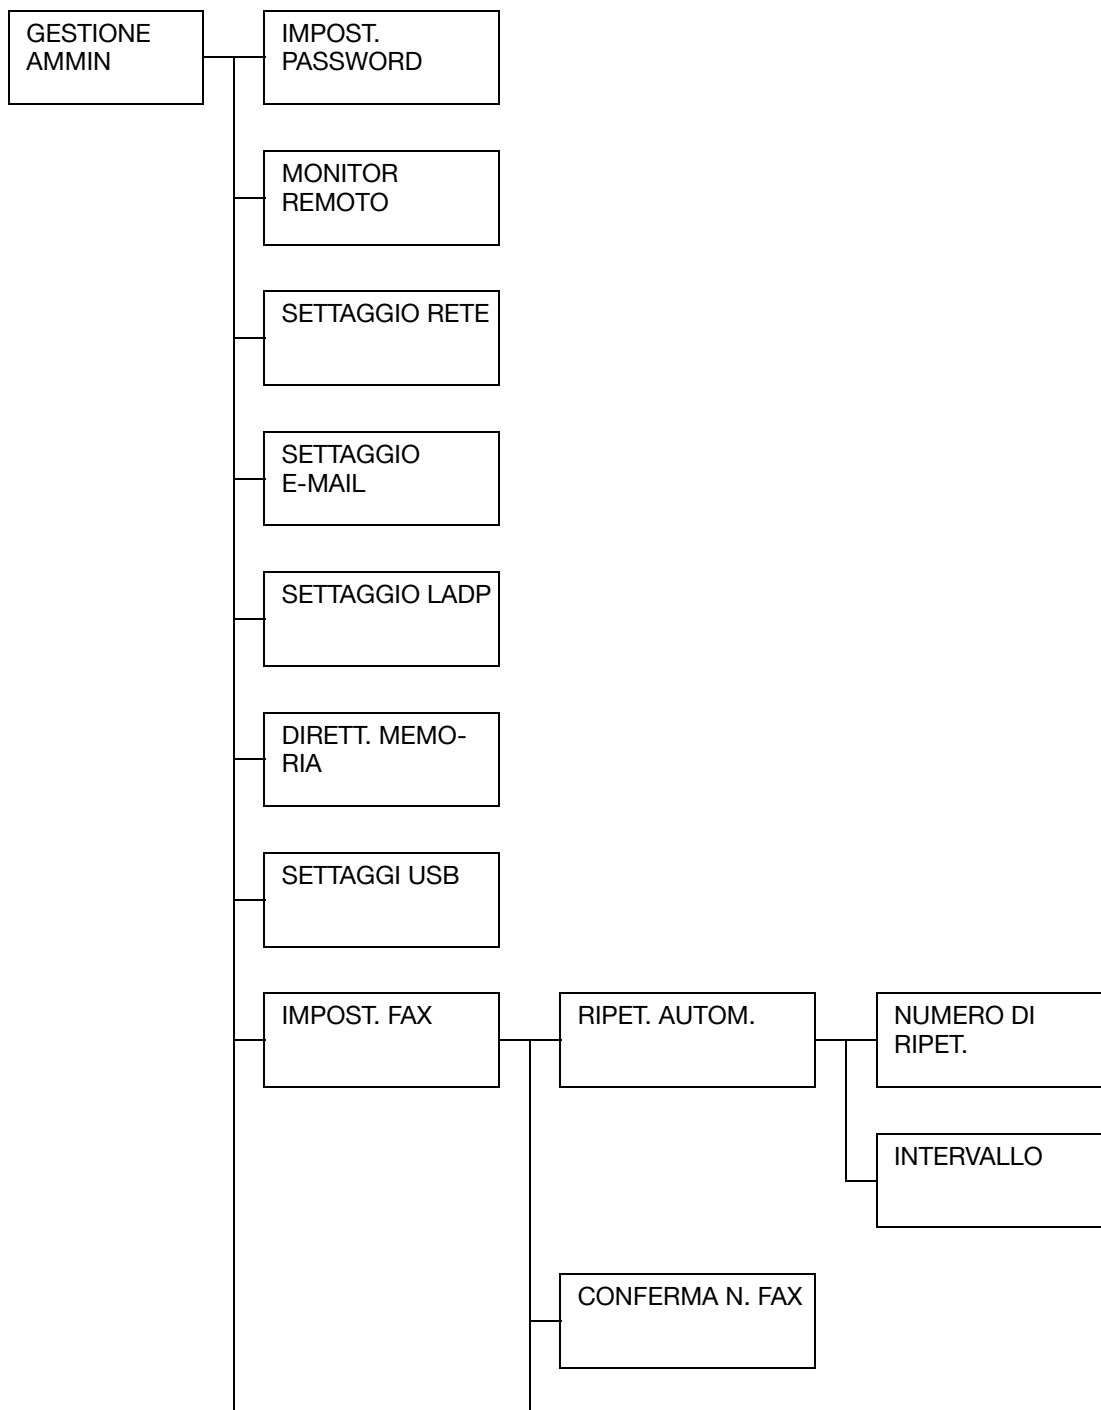 GESTIONE
AMMIN
IMPOST.
PASSWORD
MONITOR
REMOTO
SETTAGGIO RETE
SETTAGGIO
E-MAIL
SETTAGGIO LADP
DIRETT. MEMO-
RIA
SETTAGGI USB
IMPOST. FAX
RIPET. AUTOM.
NUMERO DI
RIPET.
INTERVALLO
CONFERMA N. FAX